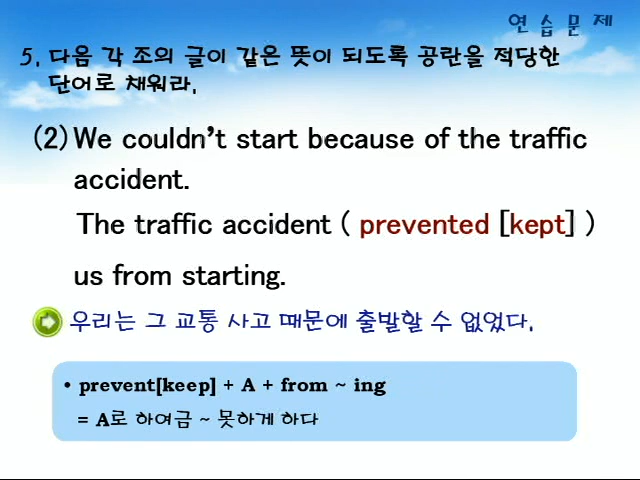 연 습 문 제
5. 다음 각 조의 글이 같은 뜻이 되도록 공란을 적당한
단어로 채워라.
(2) We couldn't start because of the traffic
accident.
The traffic accident ( prevented [kept] )
us from starting.
우리는 그 교통 사고 때문에 출발할 수 없었다.
• prevent[keep] + A + from ~ ing
= A로 하여금 ~ 못하게 하다